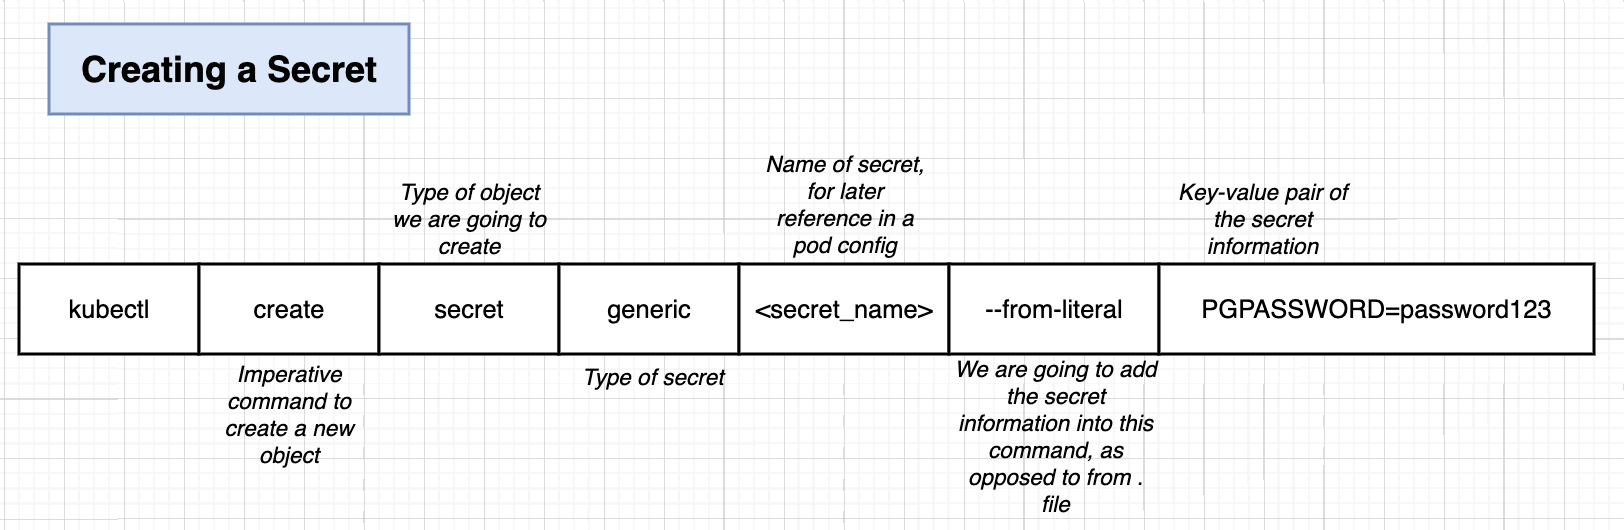 Creating a Secret
Type of object
we are going to
create
Name of secret,
for later
reference in a
pod config
Key-value pair of
the secret
information
kubectl
create
secret
generic
<secret_name>
--from-literal
PGPASSWORD=password123
Imperative
command to
create a new
object
Type of secret
We are going to add
the secret
information into this
command, as
opposed to from .
file